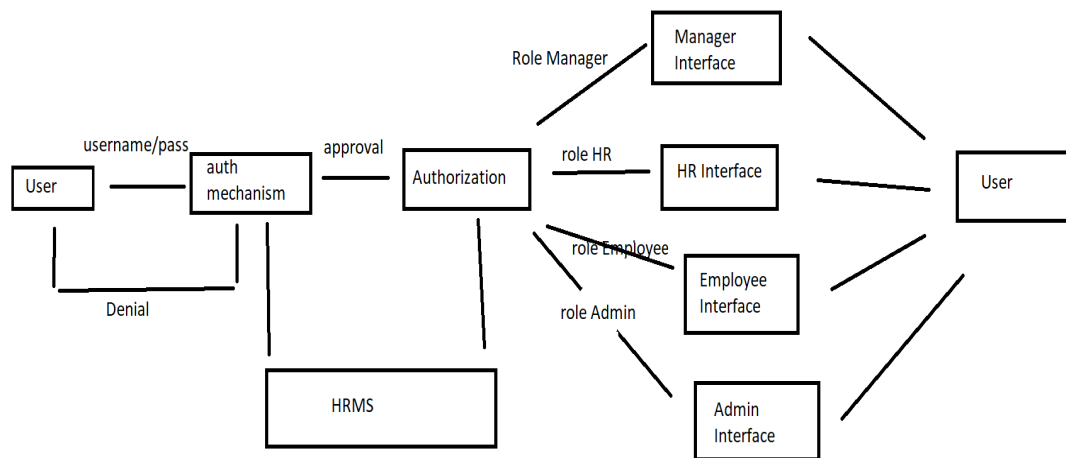 Manager
Interface
Role Manager
username/pass
approval
role HR
User
auth
mechanism
Authorization
HR Interface
User
role Employee
Employee
Interface
Denial
role Admin
HRMS
Admin
Interface